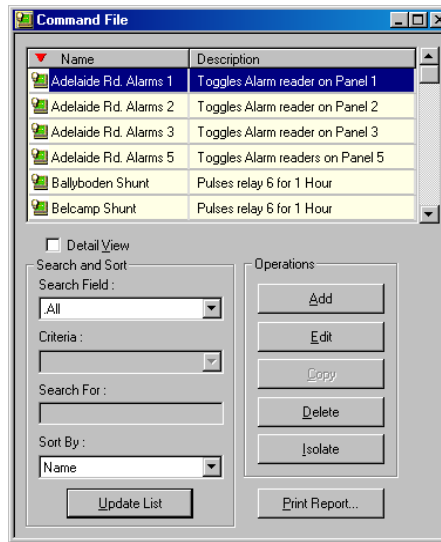 Command File
Name Description
Adelaide Rd. Alarms 1 Toggles Alarm reader on Panel 1
Adelaide Rd. Alarms 2 Toggles Alarm reader on Panel 2
Adelaide Rd. Alarms 3 Toggles Alarm reader on Panel 3
Adelaide Rd. Alarms 5 Toggles Alarm readers on Panel 5
Ballyboden Shunt Pulses relay 6 for 1 Hour
Belcamp Shunt Pulses relay 6 for 1 Hour
Detail View
Search and Sort
Search Field :
.All
Criteria :
Search For :
Sort By :
Name
Update List
Operations
Add
Edit
Copy
Delete
Isolate
Print Report...